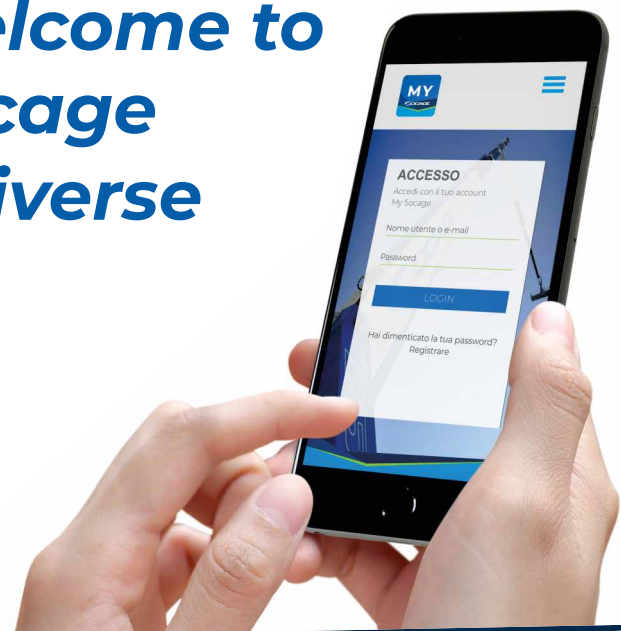 elcome to
cage
iverse
MY
SOCAGE
ACCESSO
Accedi con il tuo account
My Socage
Nome utente o e-mail
Password
LOGIN
Hai dimenticato la tua password?
Registrare